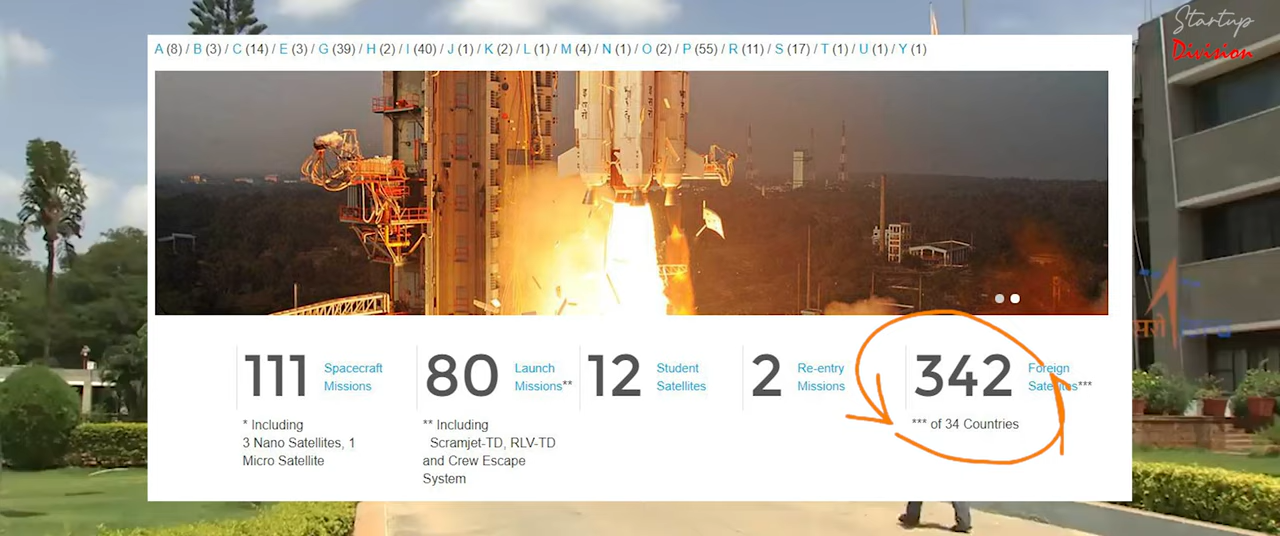 Startup
Division
A (8) / B (3) / C (14) / E (3) / G (39) / H (2) / I (40) / J (1) / K (2) / L (1) / M (4) / N (1) / O (2) / P (55) / R (11) / S (17) / T (1) / U (1) / Y (1)
111 Spacecraft
Missions
* Including
3 Nano Satellites, 1
Micro Satellite
80 Launch
Missions**
** Including
Scramjet-TD, RLV-TD
and Crew Escape
System
12 Student
Satellites
2 Re-entry
Missions
342 Foreign
Satellites***
*** of 34 Countries